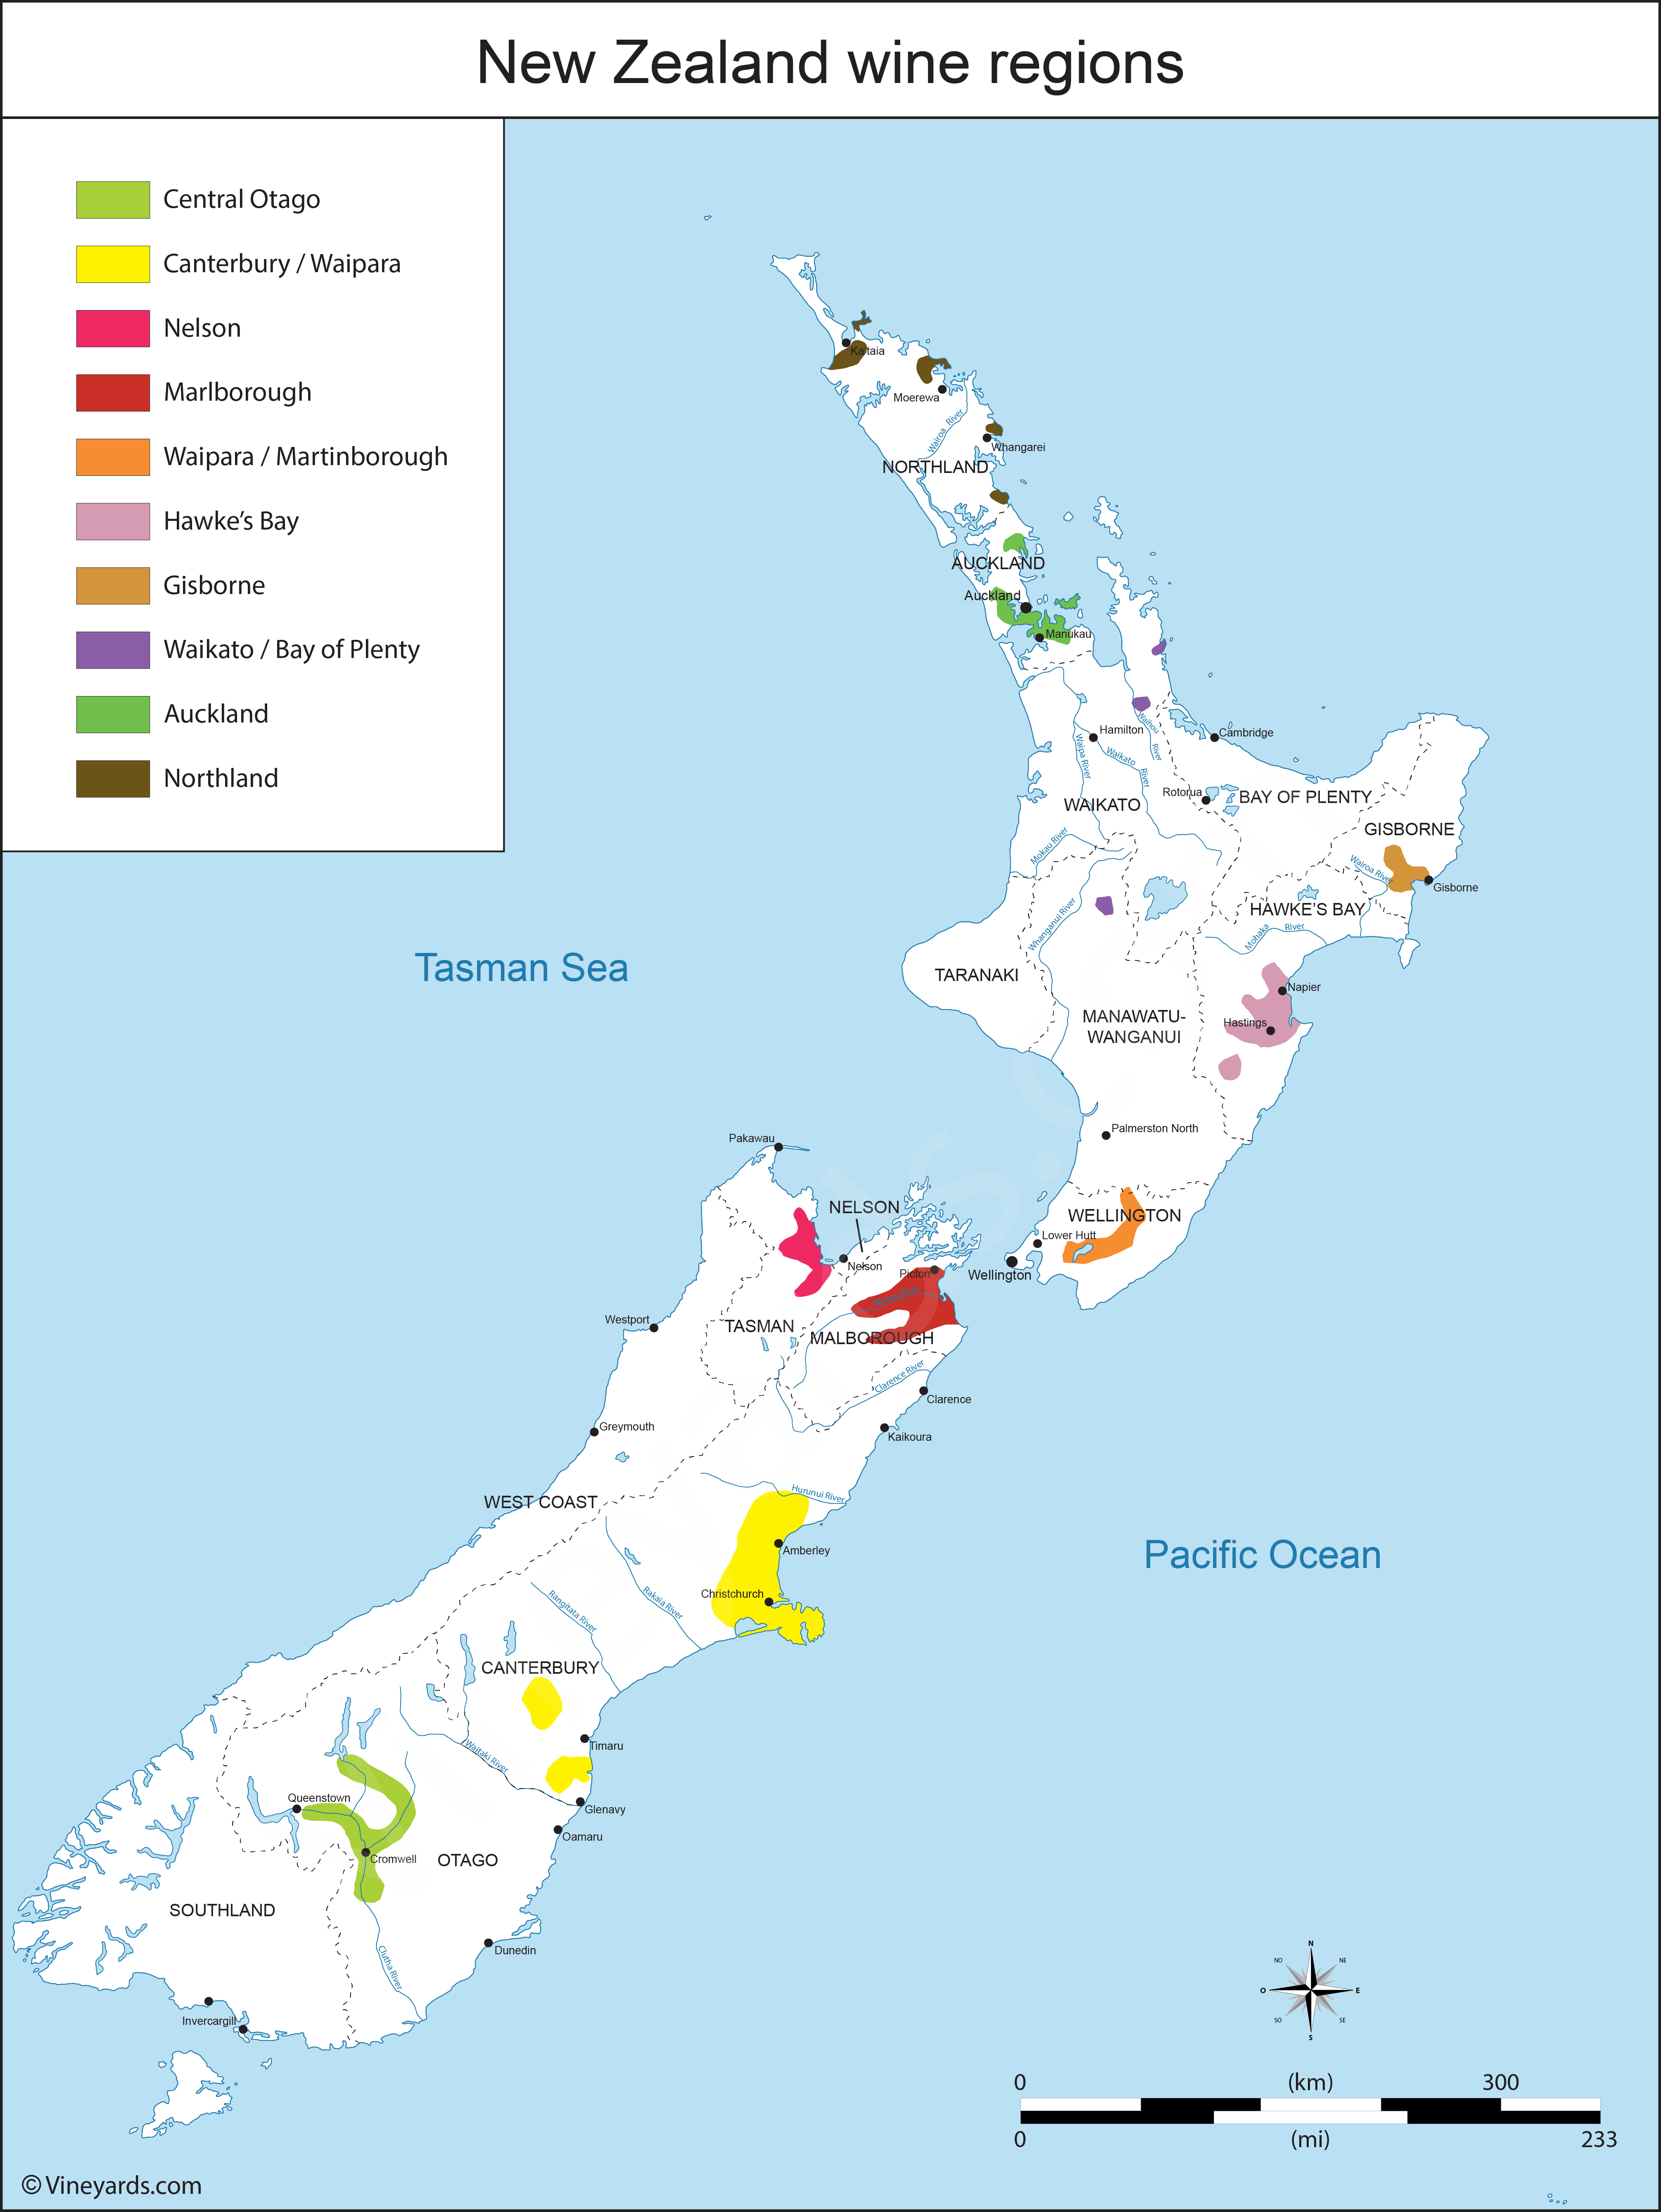 New Zealand wine regions
Central Otago
Canterbury / Waipara
Nelson
Marlborough
Waipara / Martinborough
Hawke's Bay
Gisborne
Waikato / Bay of Plenty
Auckland
Northland
Kaitaia
Moerewa
Wairoa River
Whangarei
NORTHLAND
AUCKLAND
Auckland
Manukau
Hamilton
Waihou River
Cambridge
Waipa River
Waikato River
Rotorua
BAY OF PLENTY
WAIKATO
GISBORNE
Mokau River
Wairoa River
Gisborne
HAWKE'S BAY
Whanganui River
Mohaka River
Tasman Sea
TARANAKI
Napier
MANAWATU-
WANGANUI
Hastings
Palmerston North
Pakawau
NELSON
WELLINGTON
Lower Hutt
Nelson
Picton
Wellington
Westport
TASMAN
MALBOROUGH
Clarence River
Clarence
Greymouth
Kaikoura
Hurunui River
WEST COAST
Amberley
Pacific Ocean
Christchurch
Rakaia River
Rangitata River
CANTERBURY
Timaru
Waitaki River
Queenstown
Glenavy
Oamaru
Cromwell
OTAGO
SOUTHLAND
Dunedin
Clutha River
Invercargill
N
NO
NE
O
E
SO
SE
S
0 (km) 300
0 (mi) 233
© Vineyards.com